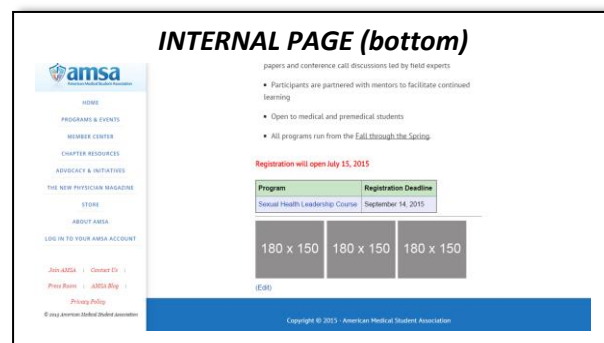 INTERNAL PAGE (bottom)
amsa
American Medical Student Association
HOME
PROGRAMS & EVENTS
MEMBER CENTER
CHAPTER RESOURCES
ADVOCACY & INITIATIVES
THE NEW PHYSICIAN MAGAZINE
STORE
ABOUT AMSA
LOG IN TO YOUR AMSA ACCOUNT
Join AMSA | Contact Us |
Press Room | AMSA Blog |
Privacy Policy
© 2015 American Medical Student Association
papers and conference call discussions led by field experts
• Participants are partnered with mentors to facilitate continued
learning
• Open to medical and premedical students
• All programs run from the Fall through the Spring.
Registration will open July 15, 2015
Program Registration Deadline
Sexual Health Leadership Course September 14, 2015
180 x 150 180 x 150 180 x 150
(Edit)
Copyright © 2015 · American Medical Student Association